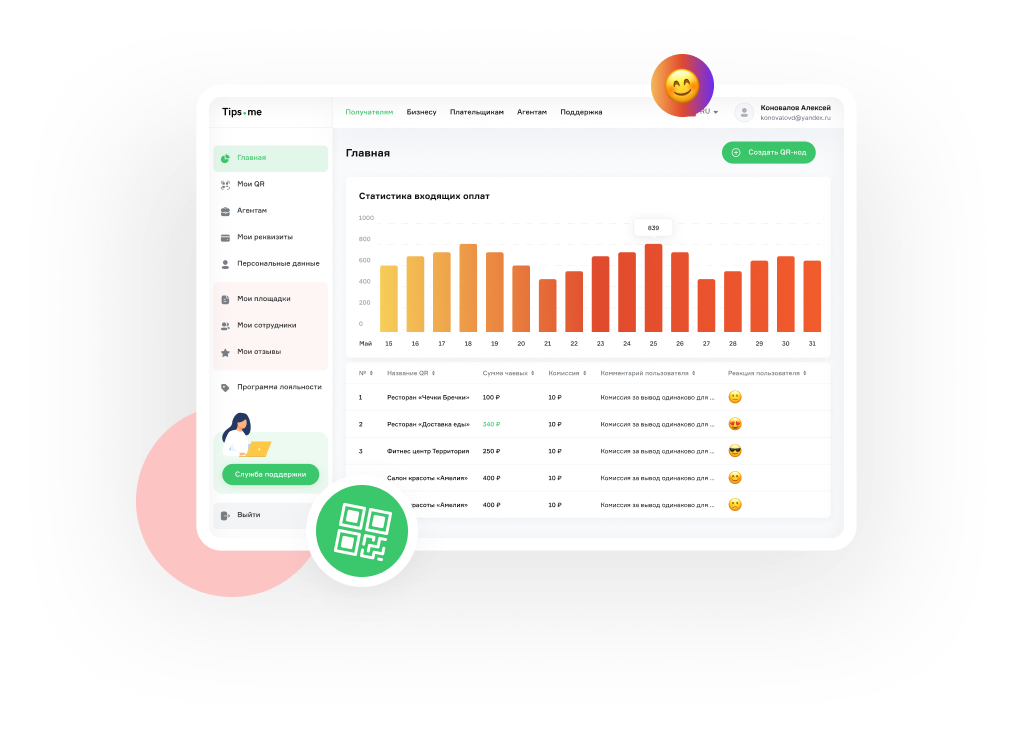 Tips.me
Получателям Бизнесу Плательщикам Агентам Поддержка
RU
Коновалов Алексей
konovalovd@yandex.ru
Главная
Мои QR
Агентам
Мои реквизиты
Персональные данные
Мои площадки
Мои сотрудники
Мои отзывы
Программа лояльности
Служба поддержки
Выйти
Главная
Создать QR-код
Статистика входящих оплат
1000
800
600
400
200
0
839
Май 15 16 17 18 19 20 21 22 23 24 25 26 27 28 29 30 31
№ Название QR Сумма чаевых Комиссия Комментарий пользователя Реакция пользователя
1 Ресторан «Чечки Бречки» 100 ₽ 10 ₽ Комиссия за вывод одинаково для ...
2 Ресторан «Доставка еды» 340 ₽ 10 ₽ Комиссия за вывод одинаково для ...
3 Фитнес центр Территория 250 ₽ 10 ₽ Комиссия за вывод одинаково для ...
Салон красоты «Амелия» 400 ₽ 10 ₽ Комиссия за вывод одинаково для ...
красоты «Амелия» 400 ₽ 10 ₽ Комиссия за вывод одинаково для ...